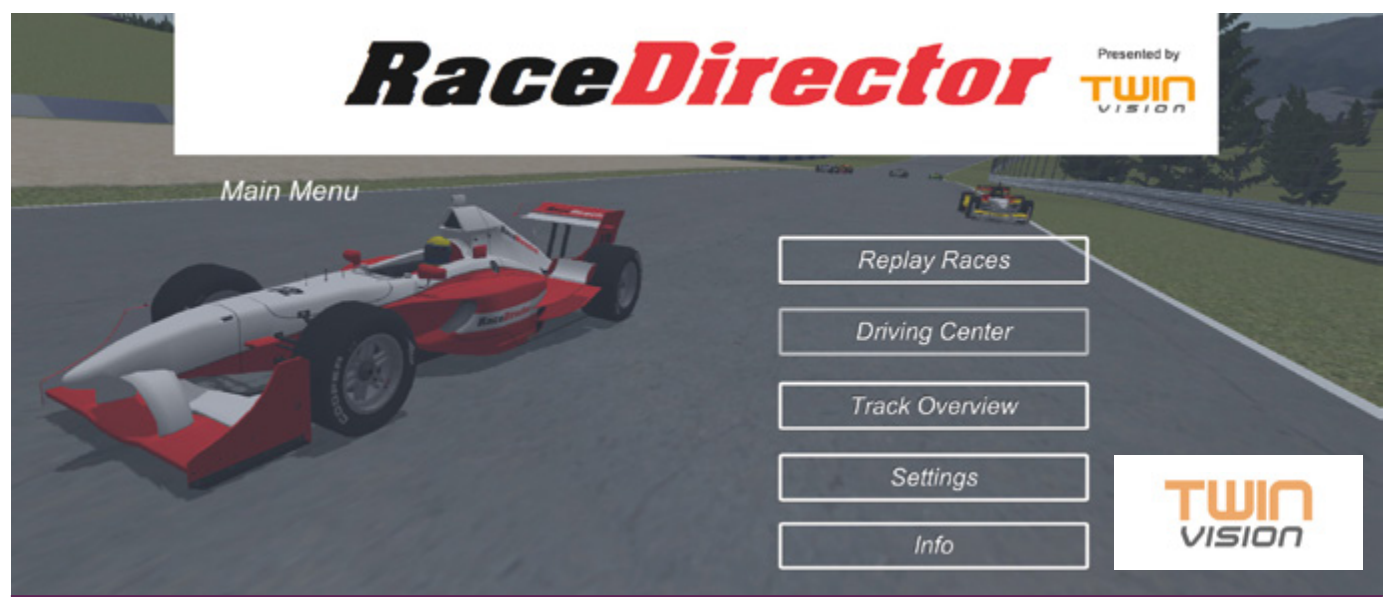 RaceDirector
Presented by
TWIN
VISION
Main Menu
Replay Races
Driving Center
Track Overview
Settings
Info
TWIN
VISION